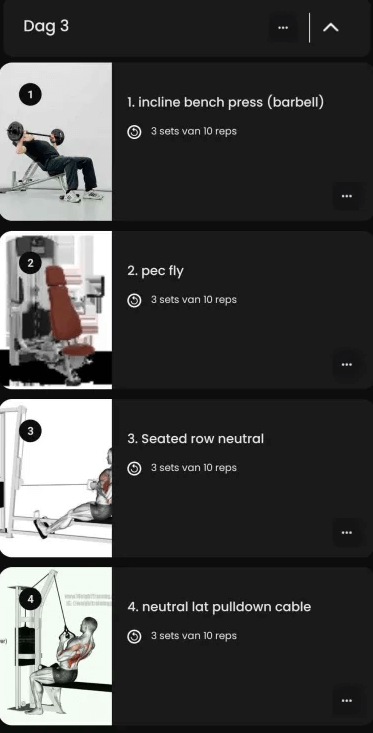 Dag 3
1
1. incline bench press (barbell)
3 sets van 10 reps
2
2. pec fly
3 sets van 10 reps
3
3. Seated row neutral
3 sets van 10 reps
4
4. neutral lat pulldown cable
3 sets van 10 reps